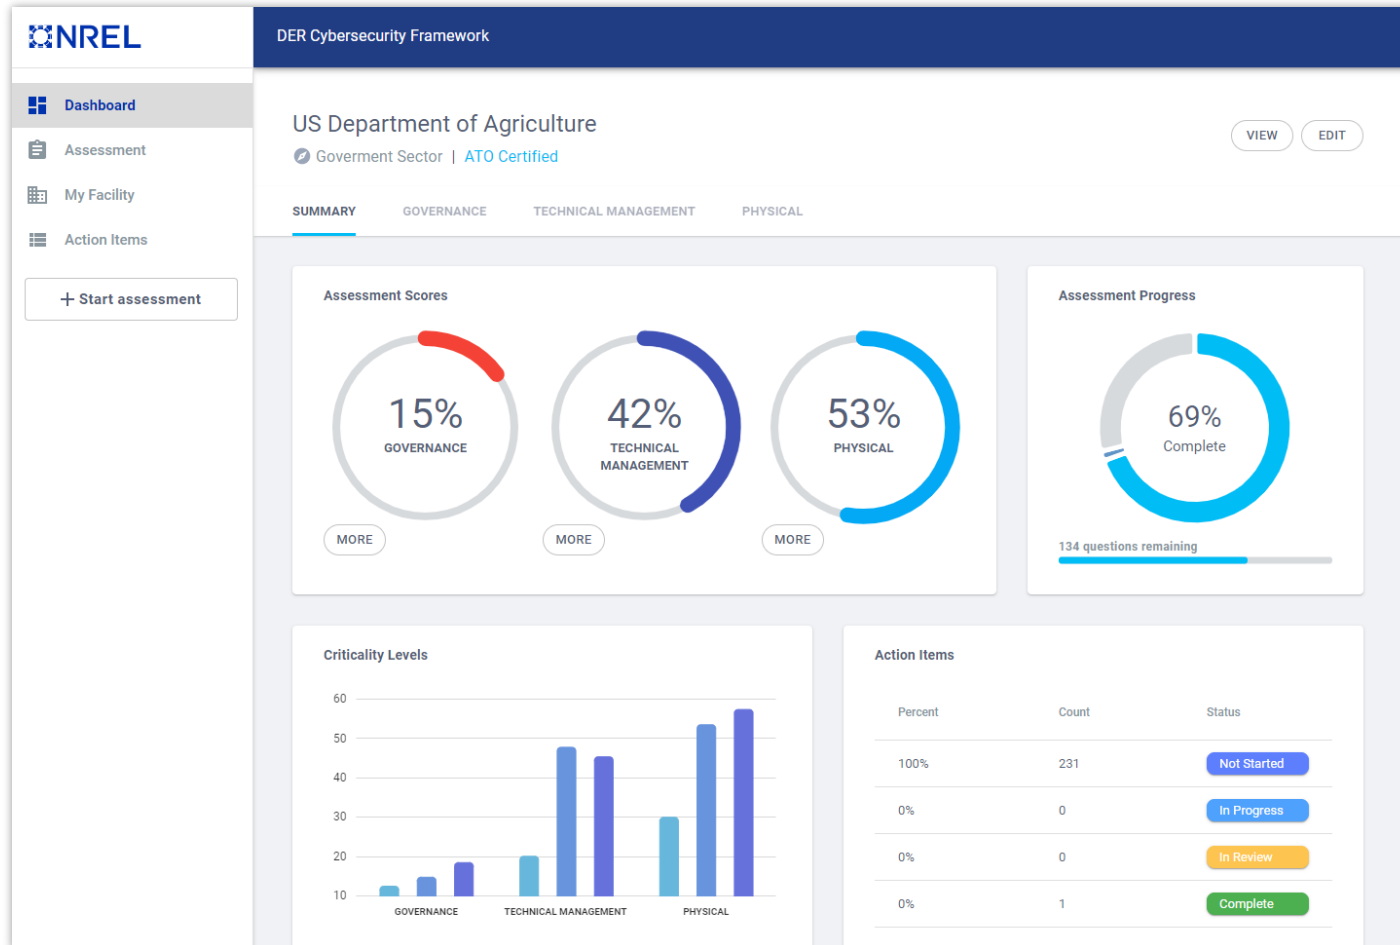 NREL
DER Cybersecurity Framework
Dashboard
Assessment
My Facility
Action Items
+ Start assessment
US Department of Agriculture
Goverment Sector | ATO Certified
VIEW EDIT
SUMMARY GOVERNANCE TECHNICAL MANAGEMENT PHYSICAL
Assessment Scores
15%
GOVERNANCE
MORE
42%
TECHNICAL
MANAGEMENT
MORE
53%
PHYSICAL
MORE
Assessment Progress
69%
Complete
134 questions remaining
Criticality Levels
60
50
40
30
20
10
GOVERNANCE TECHNICAL MANAGEMENT PHYSICAL
Action Items
Percent Count Status
100% 231 Not Started
0% 0 In Progress
0% 0 In Review
0% 1 Complete